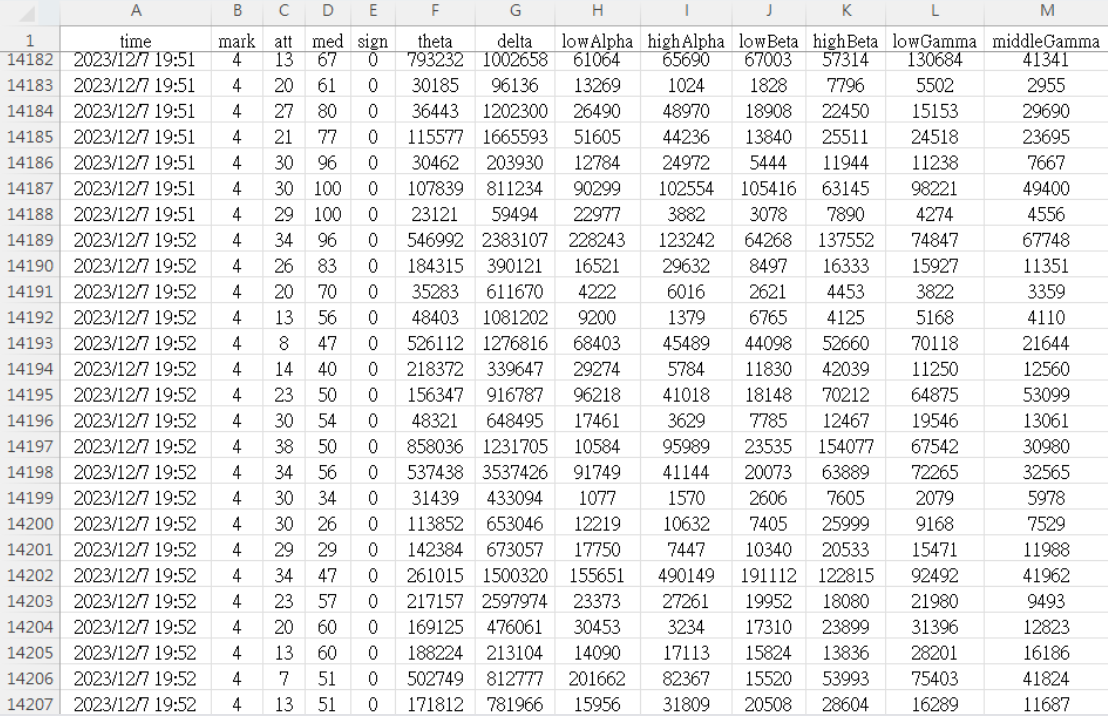 A B C D E F G H I J K L M
1 time mark att med sign theta delta lowAlpha highAlpha lowBeta highBeta lowGamma middleGamma
14182 2023/12/7 19:51 4 13 67 0 793232 1002658 61064 65690 67003 57314 130684 41341
14183 2023/12/7 19:51 4 20 61 0 30185 96136 13269 1024 1828 7796 5502 2955
14184 2023/12/7 19:51 4 27 80 0 36443 1202300 26490 48970 18908 22450 15153 29690
14185 2023/12/7 19:51 4 21 77 0 115577 1665593 51605 44236 13840 25511 24518 23695
14186 2023/12/7 19:51 4 30 96 0 30462 203930 12784 24972 5444 11944 11238 7667
14187 2023/12/7 19:51 4 30 100 0 107839 811234 90299 102554 105416 63145 98221 49400
14188 2023/12/7 19:51 4 29 100 0 23121 59494 22977 3882 3078 7890 4274 4556
14189 2023/12/7 19:52 4 34 96 0 546992 2383107 228243 123242 64268 137552 74847 67748
14190 2023/12/7 19:52 4 26 83 0 184315 390121 16521 29632 8497 16333 15927 11351
14191 2023/12/7 19:52 4 20 70 0 35283 611670 4222 6016 2621 4453 3822 3359
14192 2023/12/7 19:52 4 13 56 0 48403 1081202 9200 1379 6765 4125 5168 4110
14193 2023/12/7 19:52 4 8 47 0 526112 1276816 68403 45489 44098 52660 70118 21644
14194 2023/12/7 19:52 4 14 40 0 218372 339647 29274 5784 11830 42039 11250 12560
14195 2023/12/7 19:52 4 23 50 0 156347 916787 96218 41018 18148 70212 64875 53099
14196 2023/12/7 19:52 4 30 54 0 48321 648495 17461 3629 7785 12467 19546 13061
14197 2023/12/7 19:52 4 38 50 0 858036 1231705 10584 95989 23535 154077 67542 30980
14198 2023/12/7 19:52 4 34 56 0 537438 3537426 91749 41144 20073 63889 72265 32565
14199 2023/12/7 19:52 4 30 34 0 31439 433094 1077 1570 2606 7605 2079 5978
14200 2023/12/7 19:52 4 30 26 0 113852 653046 12219 10632 7405 25999 9168 7529
14201 2023/12/7 19:52 4 29 29 0 142384 673057 17750 7447 10340 20533 15471 11988
14202 2023/12/7 19:52 4 34 47 0 261015 1500320 155651 490149 191112 122815 92492 41962
14203 2023/12/7 19:52 4 23 57 0 217157 2597974 23373 27261 19952 18080 21980 9493
14204 2023/12/7 19:52 4 20 60 0 169125 476061 30453 3234 17310 23899 31396 12823
14205 2023/12/7 19:52 4 13 60 0 188224 213104 14090 17113 15824 13836 28201 16186
14206 2023/12/7 19:52 4 7 51 0 502749 812777 201662 82367 15520 53993 75403 41824
14207 2023/12/7 19:52 4 13 51 0 171812 781966 15956 31809 20508 28604 16289 11687